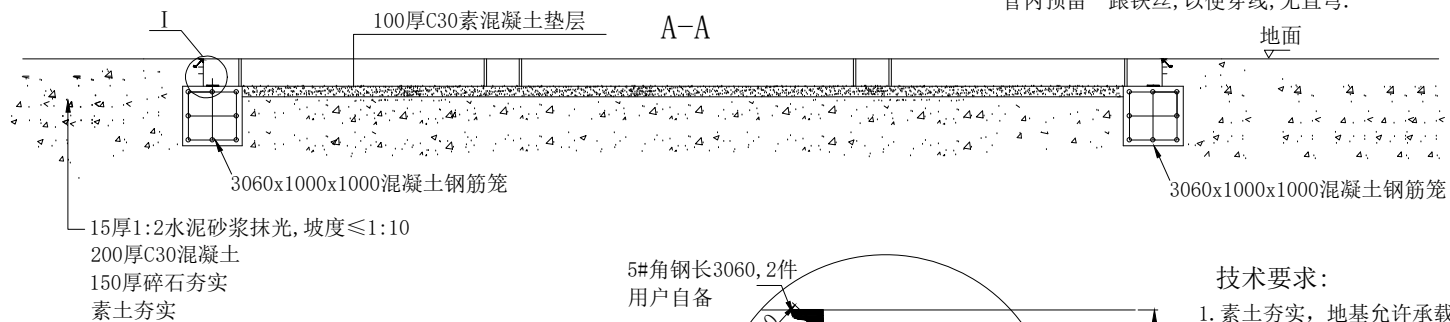 管内预留一跟铁丝,以便穿线,无直弯.
I
100厚C30素混凝土垫层
A-A
地面
3060x1000x1000混凝土钢筋笼
3060x1000x1000混凝土钢筋笼
15厚1:2水泥砂浆抹光,坡度≤1:10
200厚C30混凝土
150厚碎石夯实
素土夯实
5#角钢长3060,2件
用户自备
技术要求:
1.素土夯实，地基允许承载